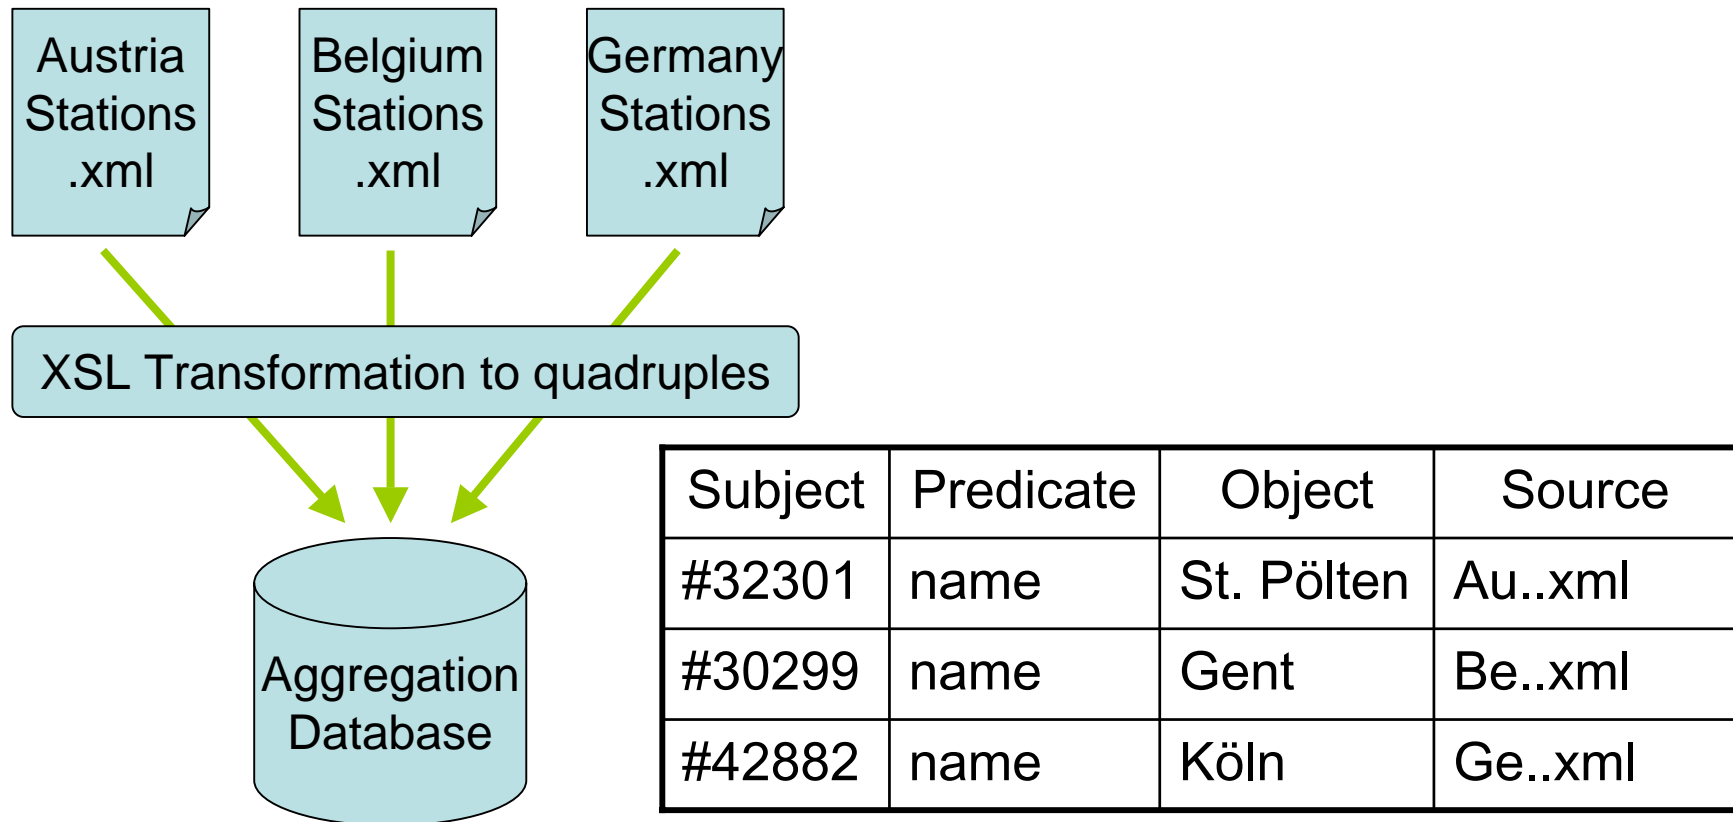 Austria
Stations
.xml
Belgium
Stations
.xml
Germany
Stations
.xml
XSL Transformation to quadruples
Aggregation
Database
Subject Predicate Object Source
#32301 name St. Pölten Au..xml
#30299 name Gent Be..xml
#42882 name Köln Ge..xml